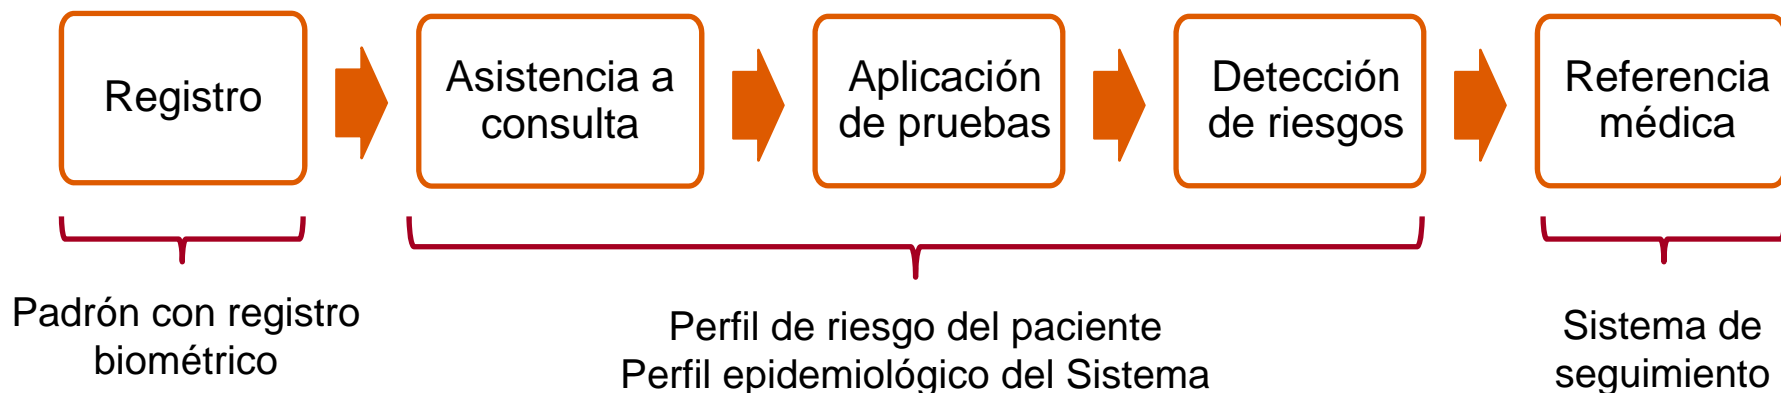 Registro
Asistencia a
consulta
Aplicación
de pruebas
Detección
de riesgos
Referencia
médica
Padrón con registro
biométrico
Perfil de riesgo del paciente
Perfil epidemiológico del Sistema
Sistema de
seguimiento